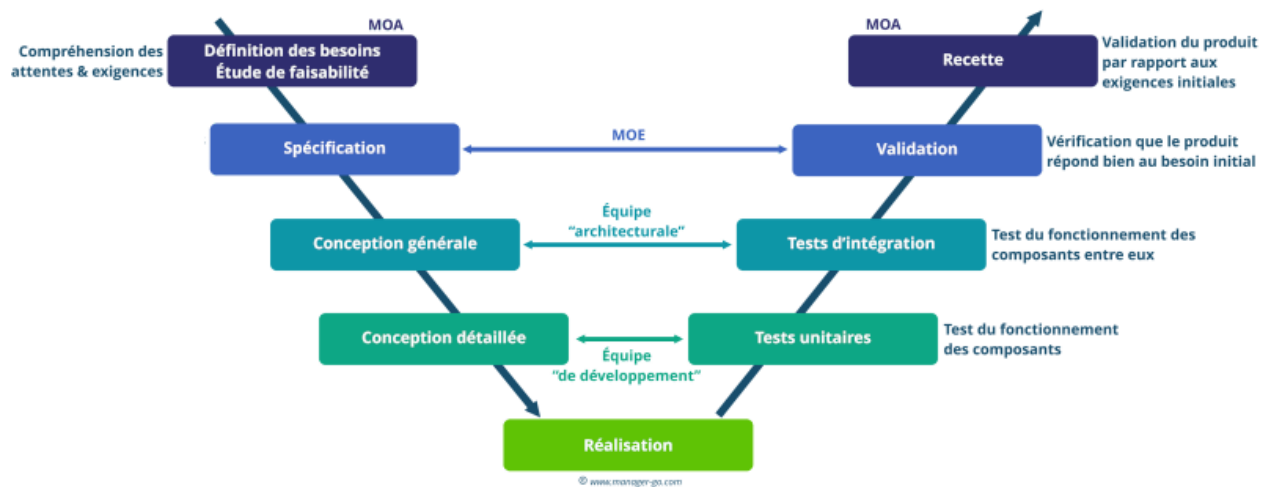 MOA
Compréhension des
attentes & exigences
Définition des besoins
Étude de faisabilité
MOA
Recette
Validation du produit
par rapport aux
exigences initiales
Spécification
MOE
Validation
Vérification que le produit
répond bien au besoin initial
Conception générale
Équipe
“architecturale”
Tests d’intégration
Test du fonctionnement des
composants entre eux
Conception détaillée
Équipe
“de développement”
Tests unitaires
Test du fonctionnement
des composants
Réalisation
© www.manager-go.com